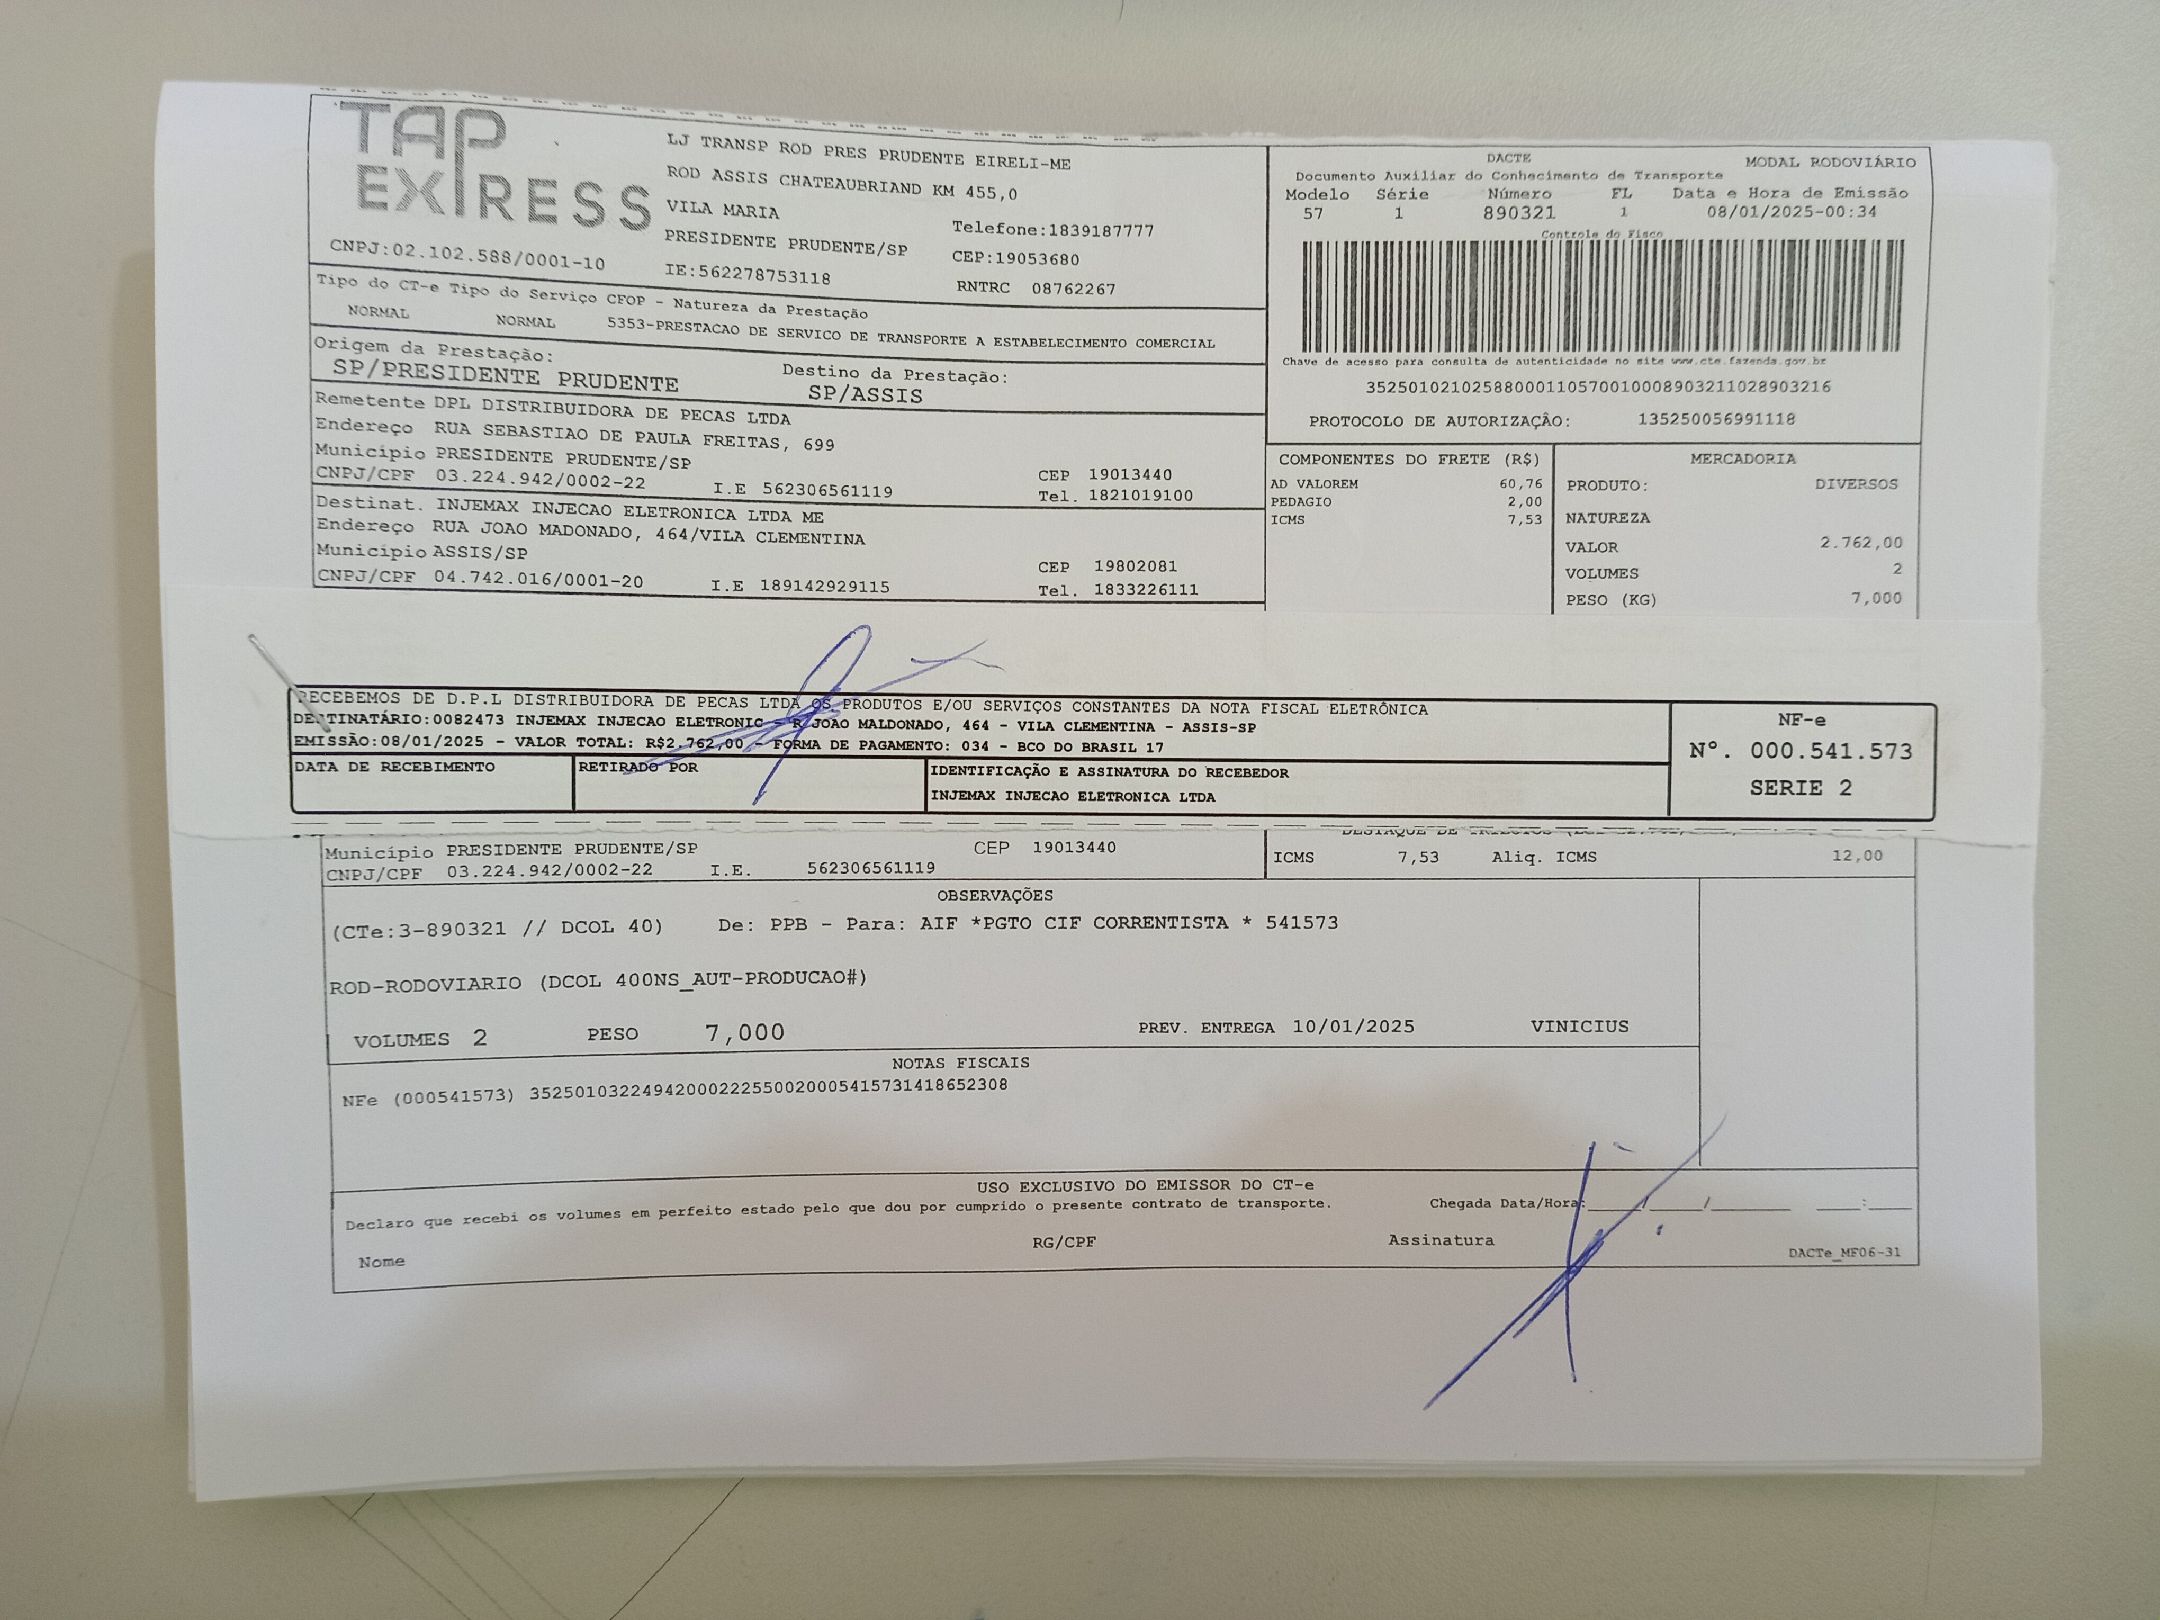 TAP
EXPRESS
CNPJ:02.102.588/0001-10
LJ TRANSP ROD PRES PRUDENTE EIRELI-ME
ROD ASSIS CHATEAUBRIAND KM 455,0
VILA MARIA
Telefone:1839187777
PRESIDENTE PRUDENTE/SP
CEP:19053680
IE:562278753118
RNTRC 08762267
Tipo do CT-e Tipo do Serviço CFOP - Natureza da Prestação
NORMAL NORMAL 5353-PRESTACAO DE SERVICO DE TRANSPORTE A ESTABELECIMENTO COMERCIAL
Origem da Prestação:
SP/PRESIDENTE PRUDENTE
Destino da Prestação:
SP/ASSIS
Remetente DPL DISTRIBUIDORA DE PECAS LTDA
Endereço RUA SEBASTIAO DE PAULA FREITAS, 699
Município PRESIDENTE PRUDENTE/SP CEP 19013440
CNPJ/CPF 03.224.942/0002-22 I.E 562306561119 Tel. 1821019100
Destinat. INJEMAX INJECAO ELETRONICA LTDA ME
Endereço RUA JOAO MADONADO, 464/VILA CLEMENTINA
Município ASSIS/SP CEP 19802081
CNPJ/CPF 04.742.016/0001-20 I.E 189142929115 Tel. 1833226111
DACTE MODAL RODOVIÁRIO
Documento Auxiliar do Conhecimento de Transporte
Modelo Série Número FL Data e Hora de Emissão
57 1 890321 1 08/01/2025-00:34
Controle do Fisco
Chave de acesso para consulta de autenticidade no site www.cte.fazenda.gov.br
35250102102588000110570010008903211028903216
PROTOCOLO DE AUTORIZAÇÃO: 135250056991118
COMPONENTES DO FRETE (R$)
AD VALOREM 60,76
PEDAGIO 2,00
ICMS 7,53
MERCADORIA
PRODUTO: DIVERSOS
NATUREZA
VALOR 2.762,00
VOLUMES 2
PESO (KG) 7,000
RECEBEMOS DE D.P.L DISTRIBUIDORA DE PECAS LTDA OS PRODUTOS E/OU SERVIÇOS CONSTANTES DA NOTA FISCAL ELETRÔNICA
DESTINATÁRIO:0082473 INJEMAX INJECAO ELETRONIC - R JOAO MALDONADO, 464 - VILA CLEMENTINA - ASSIS-SP
EMISSÃO:08/01/2025 - VALOR TOTAL: R$2.762,00 - FORMA DE PAGAMENTO: 034 - BCO DO BRASIL 17
DATA DE RECEBIMENTO
RETIRADO POR
IDENTIFICAÇÃO E ASSINATURA DO RECEBEDOR
INJEMAX INJECAO ELETRONICA LTDA
NF-e
Nº. 000.541.573
SERIE 2
Município PRESIDENTE PRUDENTE/SP CEP 19013440
CNPJ/CPF 03.224.942/0002-22 I.E. 562306561119
ICMS 7,53 Aliq. ICMS 12,00
OBSERVAÇÕES
(CTe:3-890321 // DCOL 40) De: PPB - Para: AIF *PGTO CIF CORRENTISTA * 541573
ROD-RODOVIARIO (DCOL 400NS_AUT-PRODUCAO#)
VOLUMES 2 PESO 7,000 PREV. ENTREGA 10/01/2025 VINICIUS
NOTAS FISCAIS
NFe (000541573) 35250103224942000222550020005415731418652308
USO EXCLUSIVO DO EMISSOR DO CT-e
Declaro que recebi os volumes em perfeito estado pelo que dou por cumprido o presente contrato de transporte. Chegada Data/Hora:____/____/______ ___:___
Nome RG/CPF Assinatura
DACTe_MF06-31